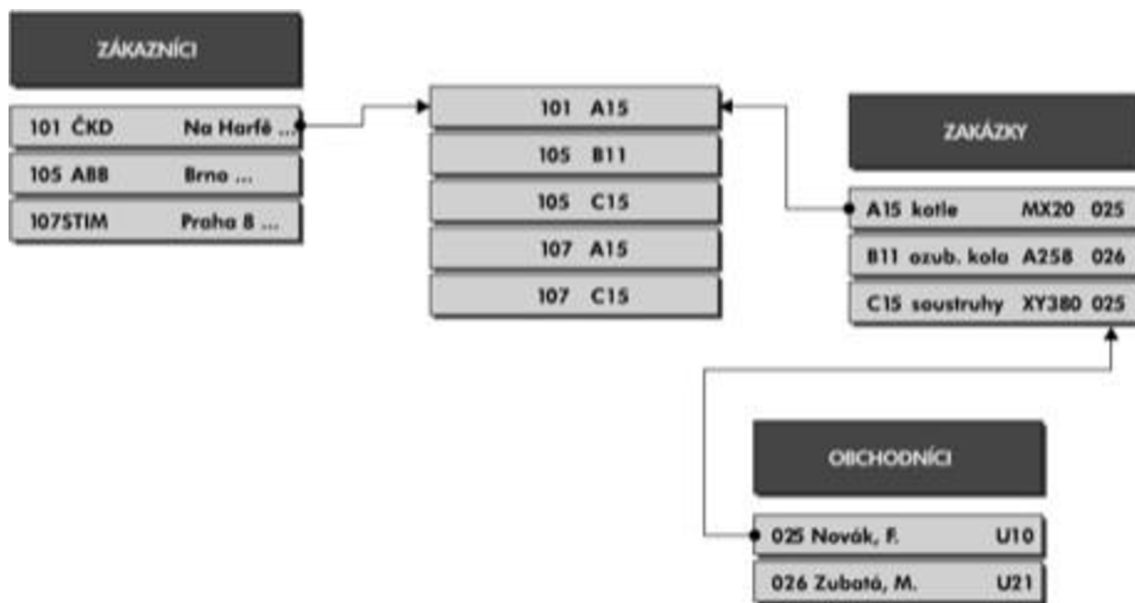 ZÁKAZNÍCI
101 ČKD Na Harfě ...
105 ABB Brno ...
107STIM Praha 8 ...
101 A15
105 B11
105 C15
107 A15
107 C15
ZAKÁZKY
A15 kotle MX20 025
B11 ozub. kola A258 026
C15 soustruhy XY380 025
OBCHODNÍCI
025 Novák, F. U10
026 Zubatá, M. U21